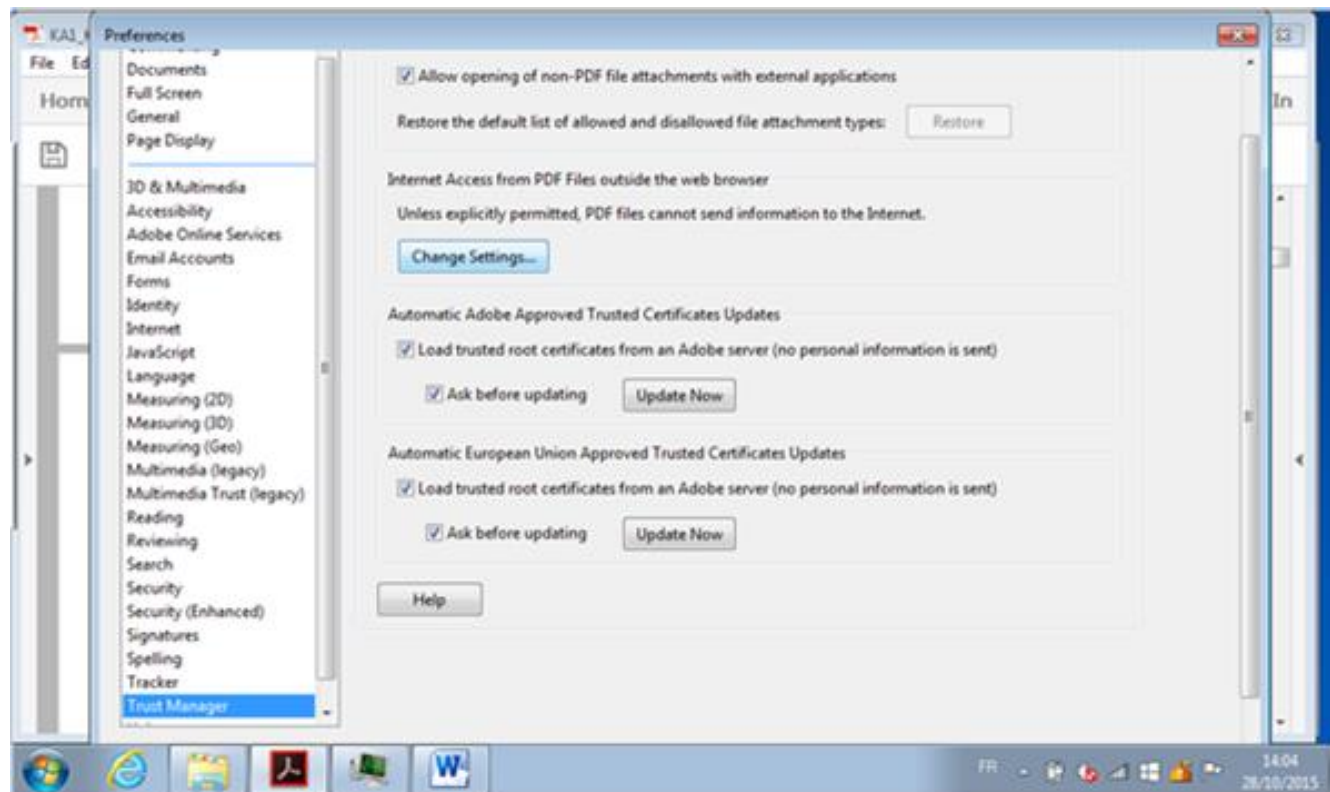 KA1_
Preferences
File Ed
Hom
In
Documents
Full Screen
General
Page Display
3D & Multimedia
Accessibility
Adobe Online Services
Email Accounts
Forms
Identity
Internet
JavaScript
Language
Measuring (2D)
Measuring (3D)
Measuring (Geo)
Multimedia (legacy)
Multimedia Trust (legacy)
Reading
Reviewing
Search
Security
Security (Enhanced)
Signatures
Spelling
Tracker
Trust Manager
Allow opening of non-PDF file attachments with external applications
Restore the default list of allowed and disallowed file attachment types: Restore
Internet Access from PDF Files outside the web browser
Unless explicitly permitted, PDF files cannot send information to the Internet.
Change Settings...
Automatic Adobe Approved Trusted Certificates Updates
Load trusted root certificates from an Adobe server (no personal information is sent)
Ask before updating Update Now
Automatic European Union Approved Trusted Certificates Updates
Load trusted root certificates from an Adobe server (no personal information is sent)
Ask before updating Update Now
Help
FR
14:04
28/10/2015